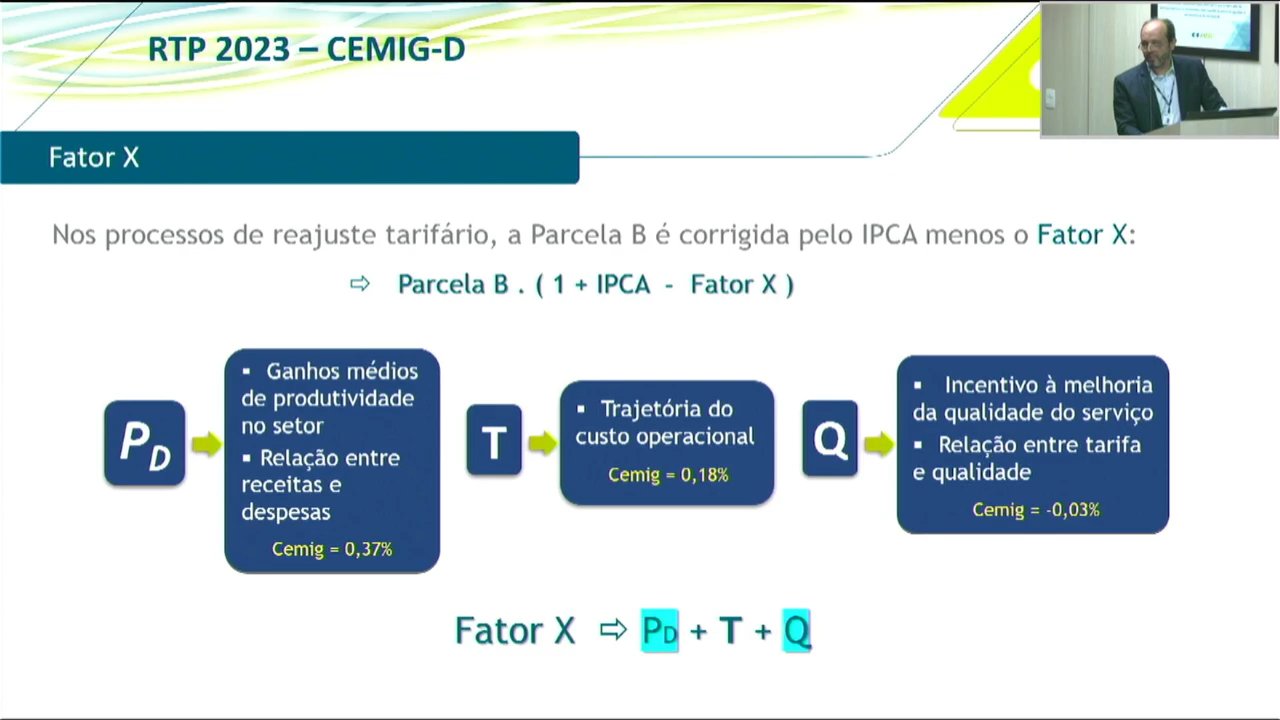 RTP 2023 – CEMIG-D
Fator X
Nos processos de reajuste tarifário, a Parcela B é corrigida pelo IPCA menos o Fator X:
⇨ Parcela B . ( 1 + IPCA - Fator X )
PD
▪ Ganhos médios
de produtividade
no setor
▪ Relação entre
receitas e
despesas
Cemig = 0,37%
T
▪ Trajetória do
custo operacional
Cemig = 0,18%
Q
▪ Incentivo à melhoria
da qualidade do serviço
▪ Relação entre tarifa
e qualidade
Cemig = -0,03%
Fator X ⇨ PD + T + Q